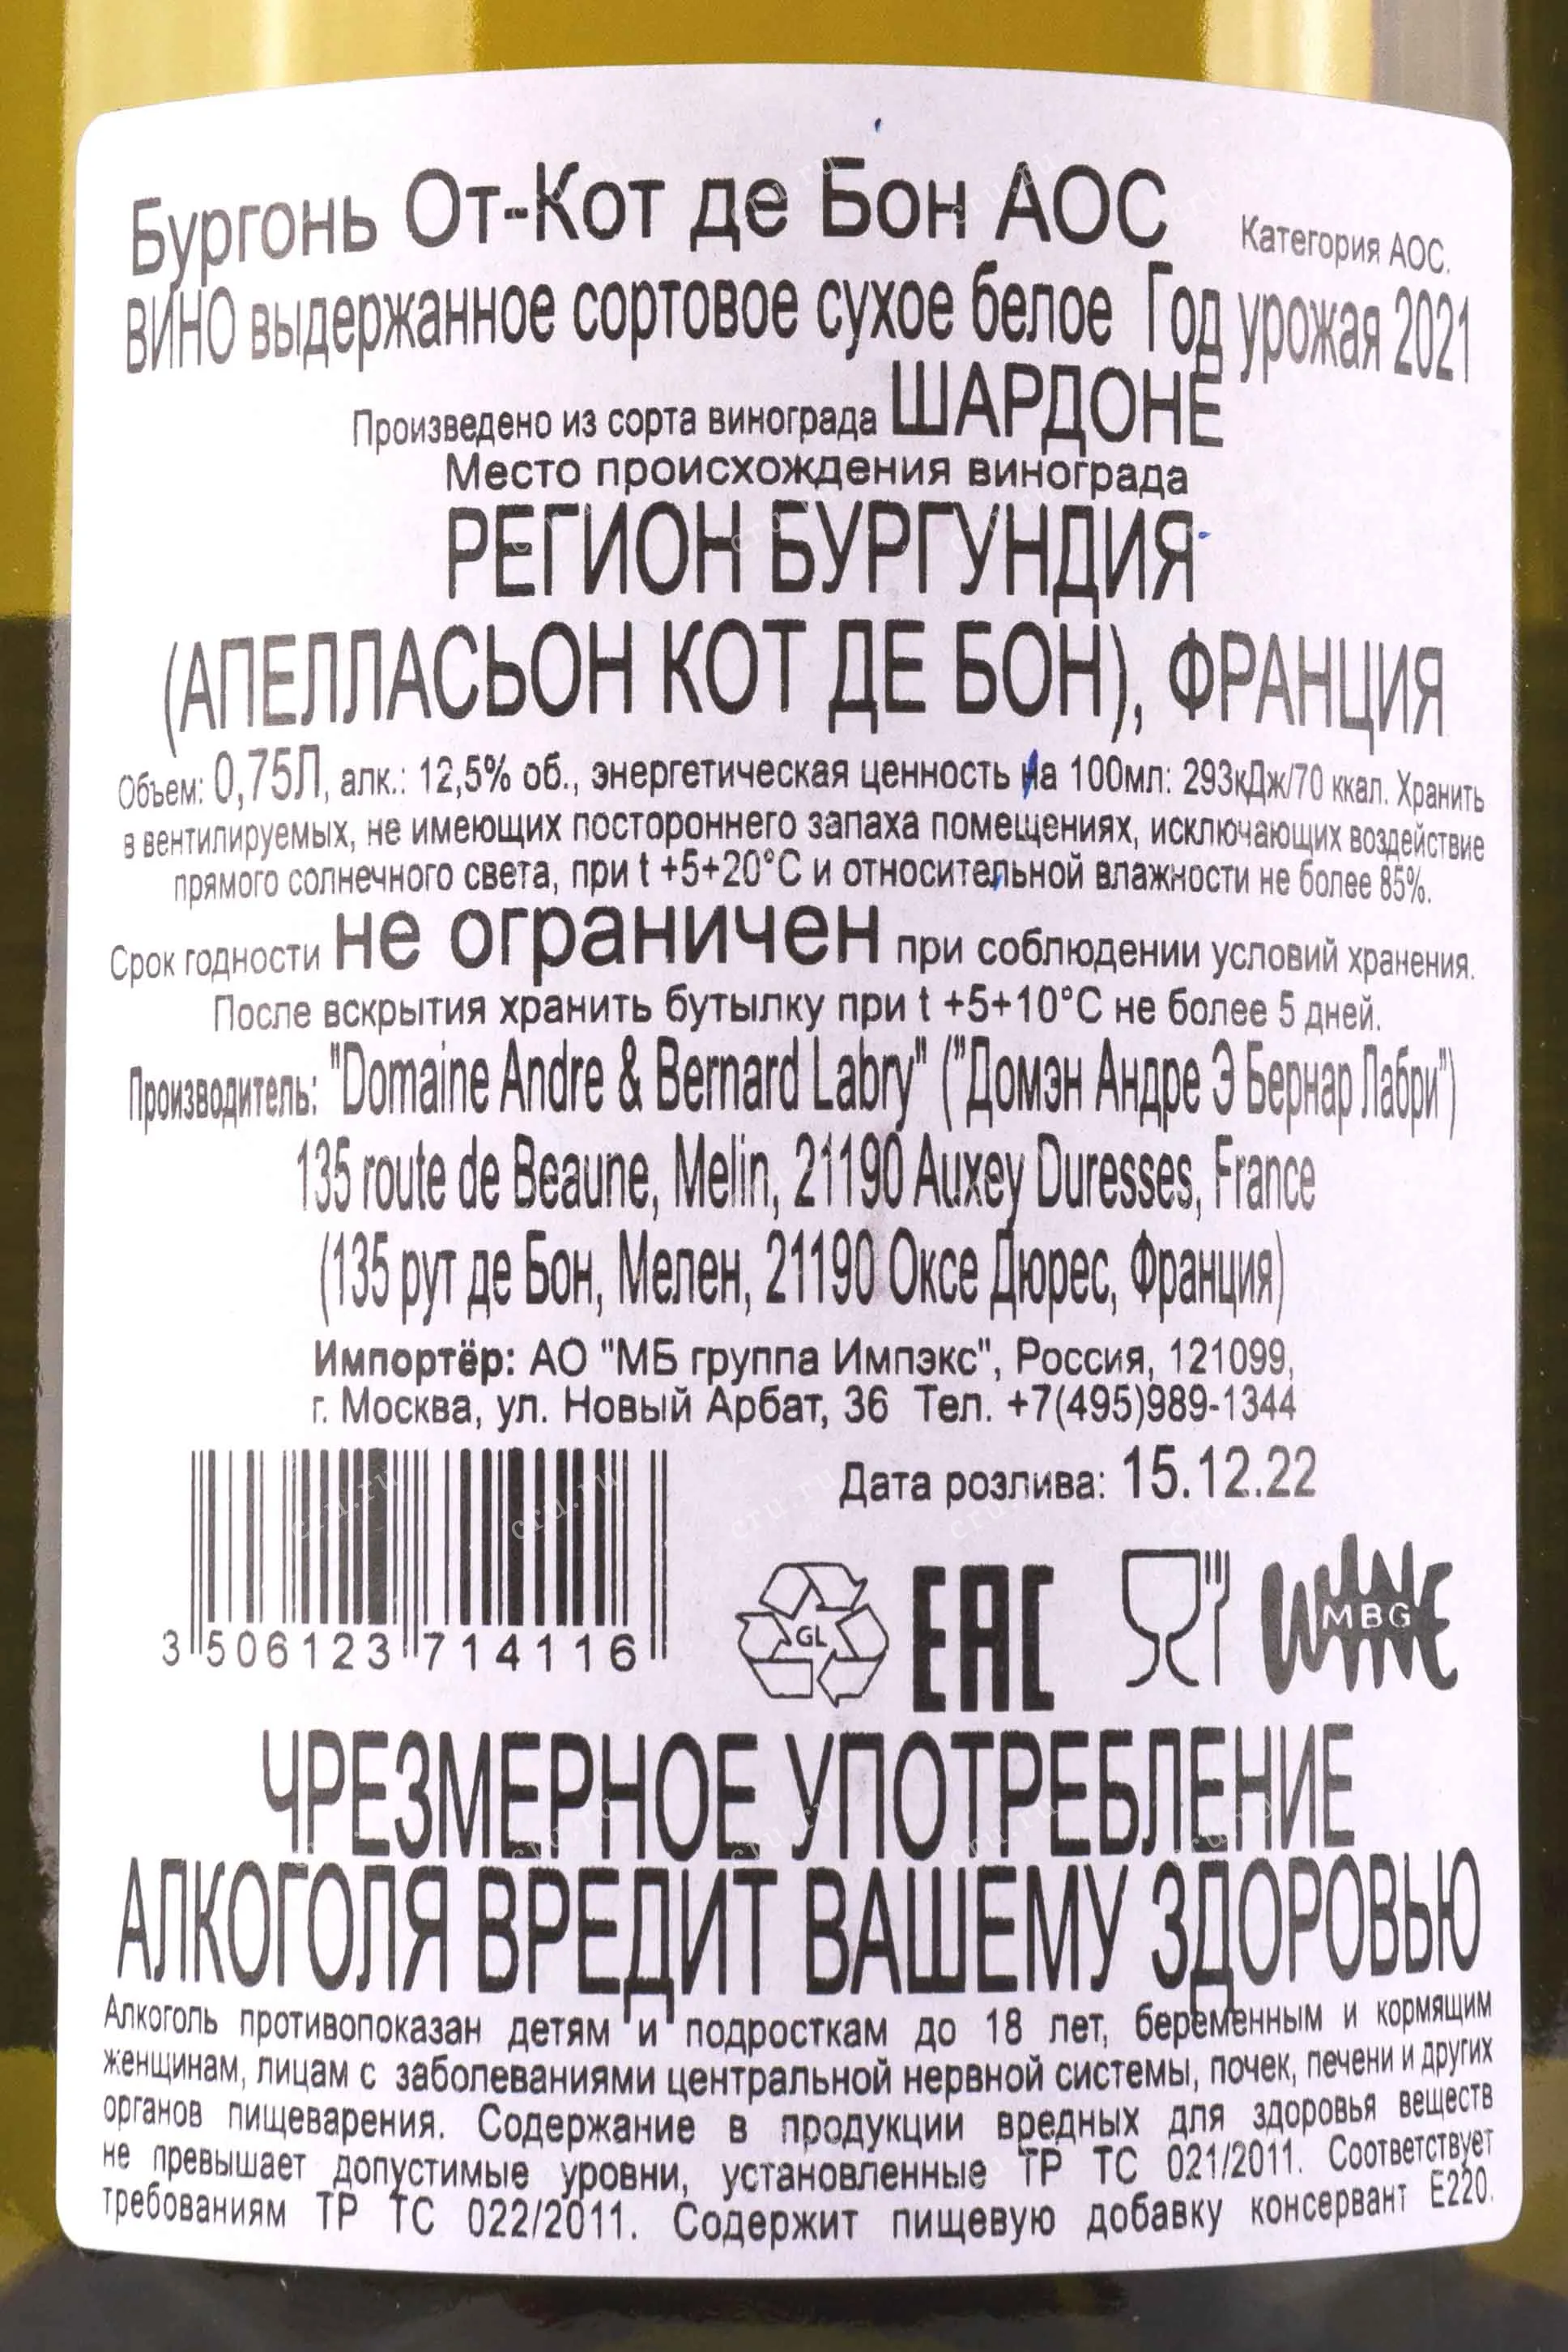 Бургонь От-Кот де Бон АОС Категория АОС.
ВИНО выдержанное сортовое сухое белое Год урожая 2021
Произведено из сорта винограда ШАРДОНЕ
Место происхождения винограда
РЕГИОН БУРГУНДИЯ
(АПЕЛЛАСЬОН КОТ ДЕ БОН), ФРАНЦИЯ
Объем: 0,75Л, алк.: 12,5% об., энергетическая ценность на 100мл: 293кДж/70 ккал. Хранить
в вентилируемых, не имеющих постороннего запаха помещениях, исключающих воздействие
прямого солнечного света, при t +5+20°C и относительной влажности не более 85%.
Срок годности не ограничен при соблюдении условий хранения.
После вскрытия хранить бутылку при t +5+10°C не более 5 дней.
Производитель: "Domaine Andre & Bernard Labry" ("Домэн Андре Э Бернар Лабри")
135 route de Beaune, Melin, 21190 Auxey Duresses, France
(135 рут де Бон, Мелен, 21190 Оксе Дюрес, Франция)
Импортёр: АО "МБ группа Импэкс", Россия, 121099,
г. Москва, ул. Новый Арбат, 36 Тел. +7(495)989-1344
Дата розлива: 15.12.22
3 506123 714116
GL EAC WINE MBG
ЧРЕЗМЕРНОЕ УПОТРЕБЛЕНИЕ
АЛКОГОЛЯ ВРЕДИТ ВАШЕМУ ЗДОРОВЬЮ
Алкоголь противопоказан детям и подросткам до 18 лет, беременным и кормящим
женщинам, лицам с заболеваниями центральной нервной системы, почек, печени и других
органов пищеварения. Содержание в продукции вредных для здоровья веществ
не превышает допустимые уровни, установленные ТР ТС 021/2011. Соответствует
требованиям ТР ТС 022/2011. Содержит пищевую добавку консервант Е220.